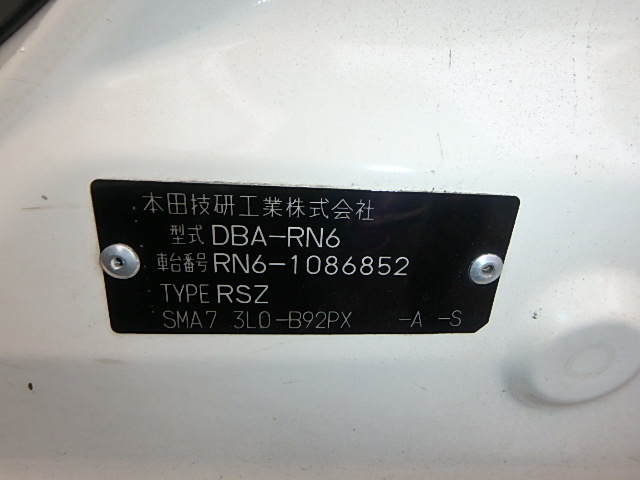 本田技研工業株式会社
型式 DBA-RN6
車台番号 RN6-1086852
TYPE RSZ
SMA7 3L0-B92PX -A -S